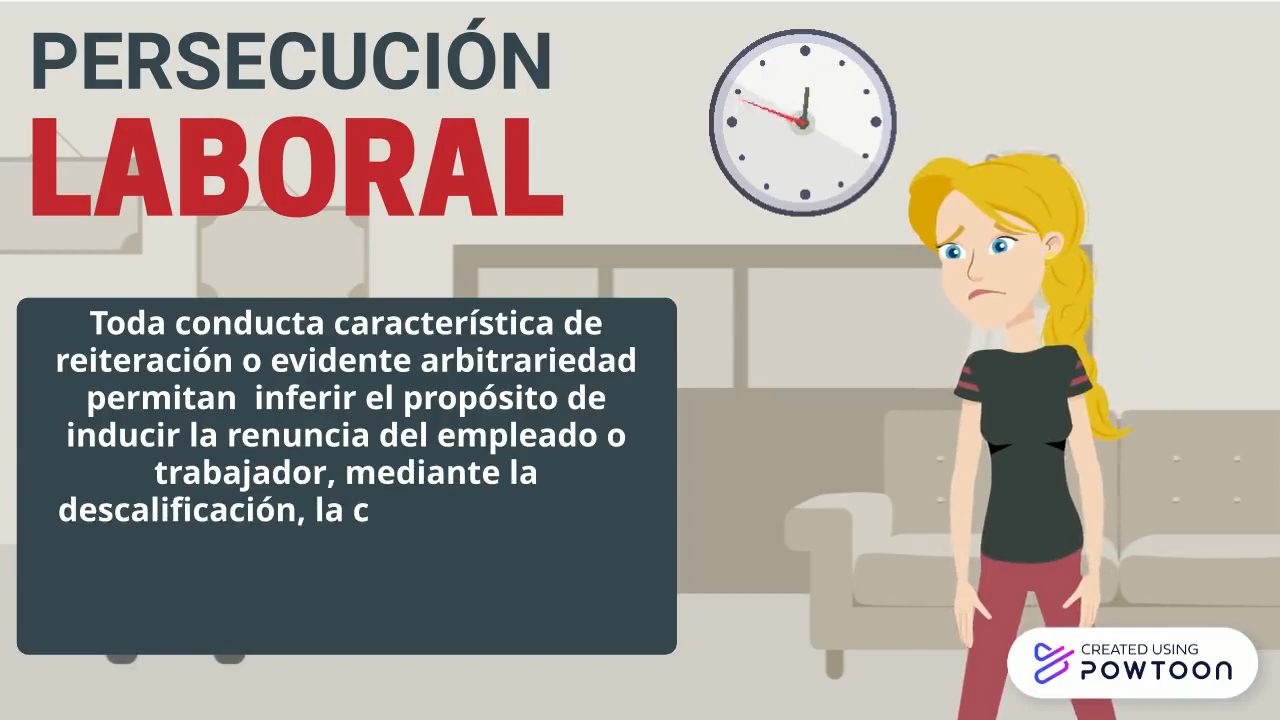 PERSECUCIÓN
LABORAL
Toda conducta característica de
reiteración o evidente arbitrariedad
permitan  inferir el propósito de
inducir la renuncia del empleado o
trabajador, mediante la
descalificación, la c
CREATED USING
POWTOON